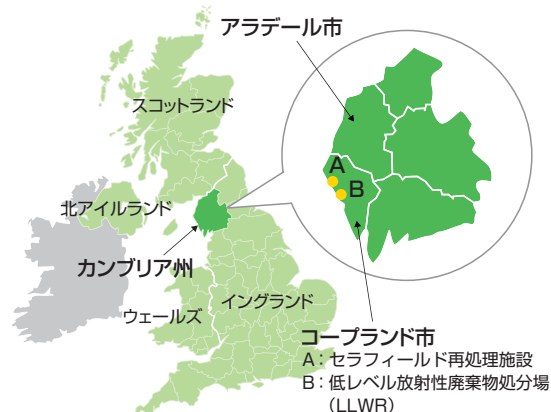 アラデール市
スコットランド
A
B
北アイルランド
カンブリア州
イングランド
ウェールズ
コープランド市
A：セラフィールド再処理施設
B：低レベル放射性廃棄物処分場
(LLWR)